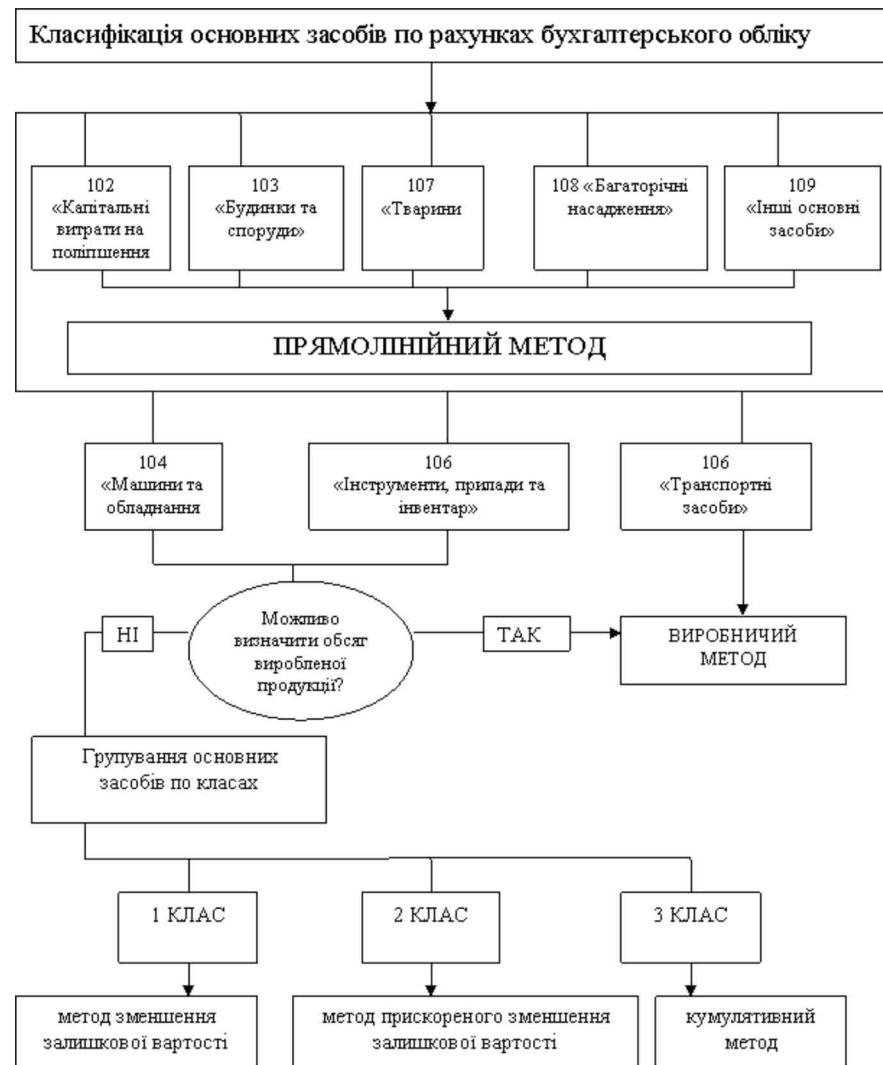 Класифікація основних засобів по рахунках бухгалтерського обліку
102
«Капітальні
витрати на
поліпшення
103
«Будинки та
споруди»
107
«Тварини
108 «Багаторічні
насадження»
109
«Інші основні
засоби»
ПРЯМОЛІНІЙНИЙ МЕТОД
104
«Машини та
обладнання
106
«Інструменти, прилади та
інвентар»
106
«Транспортні
засоби»
НІ
Можливо
визначити обсяг
виробленої
продукції?
ТАК
ВИРОБНИЧИЙ
МЕТОД
Групування основних
засобів по класах
1 КЛАС
2 КЛАС
3 КЛАС
метод зменшення
залишкової вартості
метод прискореного зменшення
залишкової вартості
кумулятивний
метод